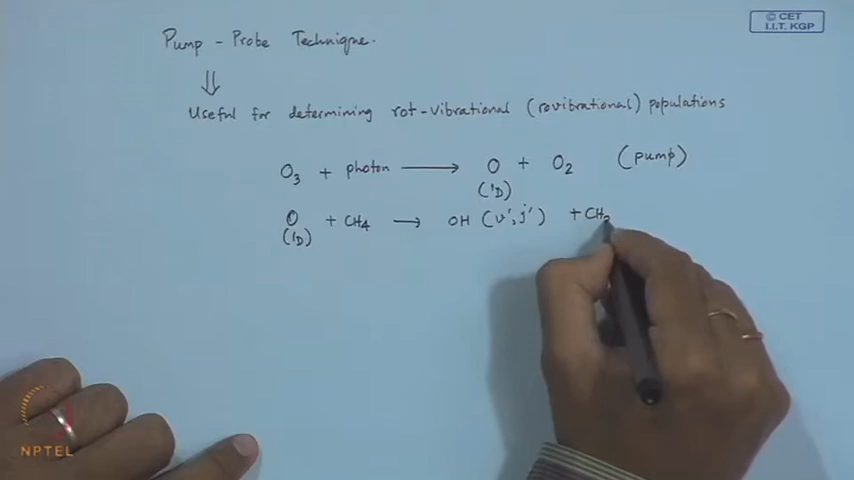 © CET
I.I.T. KGP
Pump - Probe Technique.
⇓
Useful for determining rot-vibrational (rovibrational) populations
O₃ + photon ⟶ O + O₂ (pump)
(¹D)
O + CH₄ ⟶ OH (v', j') + CH₃
(¹D)
NPTEL